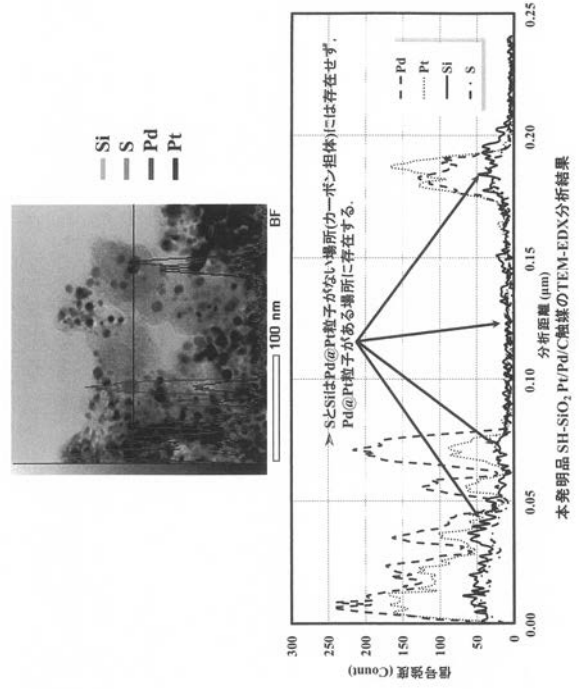 Si
S
Pd
Pt
100 nm
BF
➤ SとSiはPd@Pt粒子がない場所(カーボン担体)には存在せず.
Pd@Pt粒子がある場所に存在する.
Pd
Pt
Si
S
信号強度 (Count)
300
250
200
150
100
50
0
0.00
0.05
0.10
0.15
0.20
0.25
分析距離 (μm)
本発明品 SH-SiO₂ Pt/Pd/C触媒のTEM-EDX分析結果